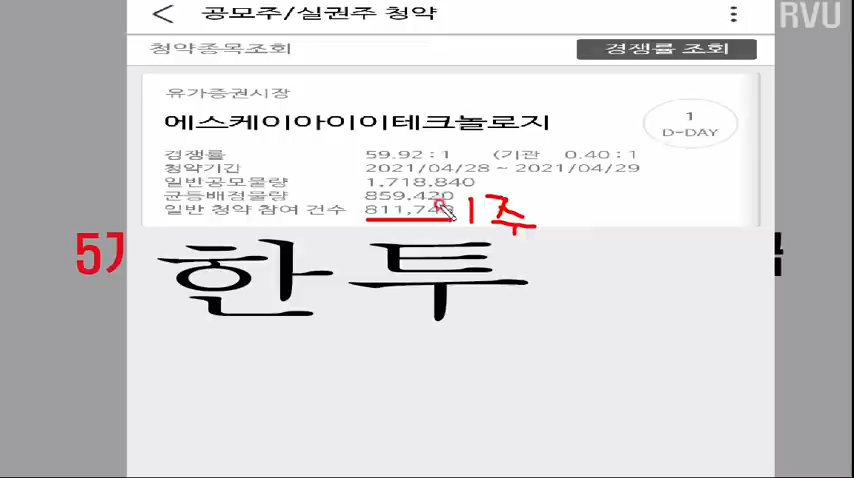 공모주/실권주 청약
RVU
청약종목조회
경쟁률 조회
유가증권시장
에스케이아이이테크놀로지
1
D-DAY
경쟁률 59.92 : 1 (기관 0.40 : 1
청약기간 2021/04/28 ~ 2021/04/29
일반공모물량 1,718,840
균등배정물량 859,420
일반 청약 참여 건수
1주
한투